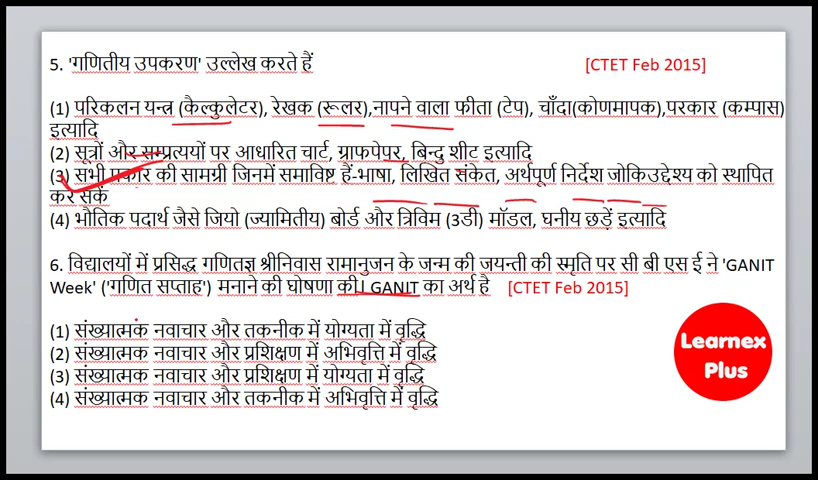 5. 'गणितीय उपकरण' उल्लेख करते हैं [CTET Feb 2015]
(1) परिकलन यन्त्र (कैल्कुलेटर), रेखक (रूलर),नापने वाला फीता (टेप), चाँदा(कोणमापक),परकार (कम्पास)
इत्यादि
(2) सूत्रों और सम्प्रत्ययों पर आधारित चार्ट, ग्राफपेपर, बिन्दु शीट इत्यादि
(3) सभी प्रकार की सामग्री जिनमें समाविष्ट हैं-भाषा, लिखित संकेत, अर्थपूर्ण निर्देश जोकिउद्देश्य को स्थापित
कर सकें
(4) भौतिक पदार्थ जैसे जियो (ज्यामितीय) बोर्ड और त्रिविम (3डी) मॉडल, घनीय छड़ें इत्यादि
6. विद्यालयों में प्रसिद्ध गणितज्ञ श्रीनिवास रामानुजन के जन्म की जयन्ती की स्मृति पर सी बी एस ई ने 'GANIT
Week' ('गणित सप्ताह') मनाने की घोषणा की। GANIT का अर्थ है [CTET Feb 2015]
(1) संख्यात्मक नवाचार और तकनीक में योग्यता में वृद्धि
(2) संख्यात्मक नवाचार और प्रशिक्षण में अभिवृत्ति में वृद्धि
(3) संख्यात्मक नवाचार और प्रशिक्षण में योग्यता में वृद्धि
(4) संख्यात्मक नवाचार और तकनीक में अभिवृत्ति में वृद्धि
Learnex
Plus